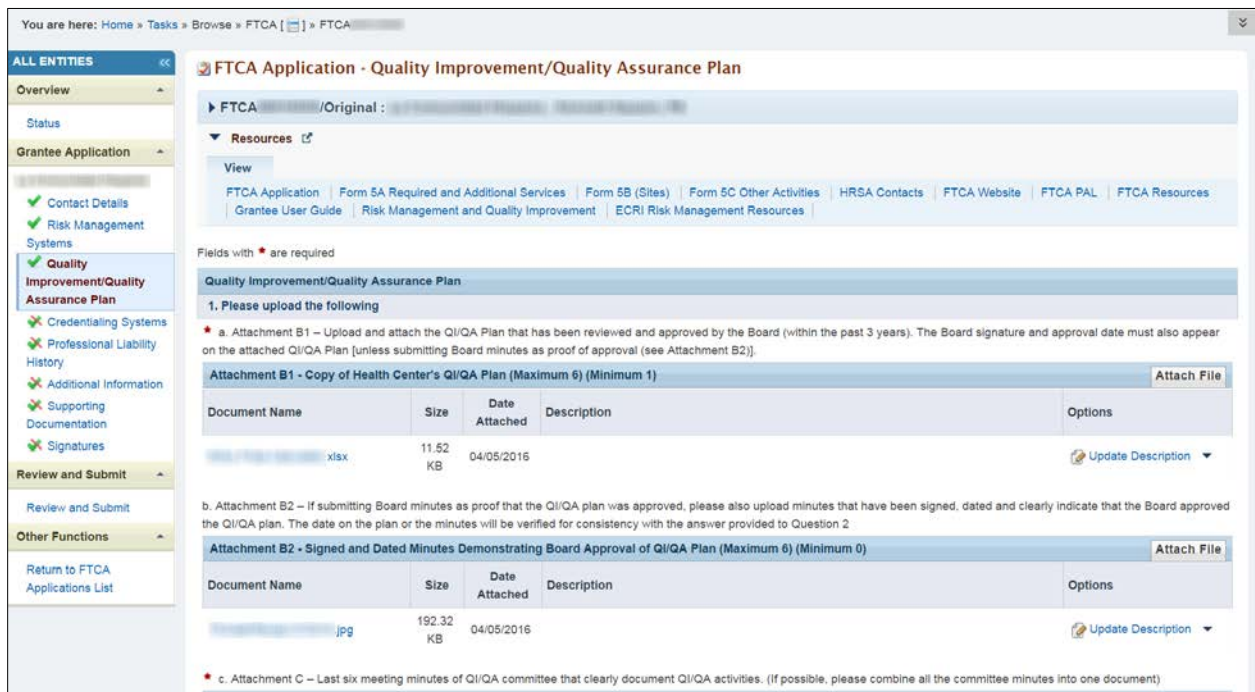 You are here: Home » Tasks » Browse » FTCA [ ] » FTCA
ALL ENTITIES «
Overview
Status
Grantee Application
Contact Details
Risk Management
Systems
Quality
Improvement/Quality
Assurance Plan
Credentialing Systems
Professional Liability
History
Additional Information
Supporting
Documentation
Signatures
Review and Submit
Review and Submit
Other Functions
Return to FTCA
Applications List
FTCA Application - Quality Improvement/Quality Assurance Plan
FTCA /Original :
Resources
View
FTCA Application | Form 5A Required and Additional Services | Form 5B (Sites) | Form 5C Other Activities | HRSA Contacts | FTCA Website | FTCA PAL | FTCA Resources
| Grantee User Guide | Risk Management and Quality Improvement | ECRI Risk Management Resources |
Fields with * are required
Quality Improvement/Quality Assurance Plan
1. Please upload the following
* a. Attachment B1 – Upload and attach the QI/QA Plan that has been reviewed and approved by the Board (within the past 3 years). The Board signature and approval date must also appear
on the attached QI/QA Plan [unless submitting Board minutes as proof of approval (see Attachment B2)].
Attachment B1 - Copy of Health Center's QI/QA Plan (Maximum 6) (Minimum 1) Attach File
Document Name Size Date Attached Description Options
xlsx 11.52 KB 04/05/2016 Update Description
b. Attachment B2 – If submitting Board minutes as proof that the QI/QA plan was approved, please also upload minutes that have been signed, dated and clearly indicate that the Board approved
the QI/QA plan. The date on the plan or the minutes will be verified for consistency with the answer provided to Question 2
Attachment B2 - Signed and Dated Minutes Demonstrating Board Approval of QI/QA Plan (Maximum 6) (Minimum 0) Attach File
Document Name Size Date Attached Description Options
.jpg 192.32 KB 04/05/2016 Update Description
* c. Attachment C – Last six meeting minutes of QI/QA committee that clearly document QI/QA activities. (If possible, please combine all the committee minutes into one document)